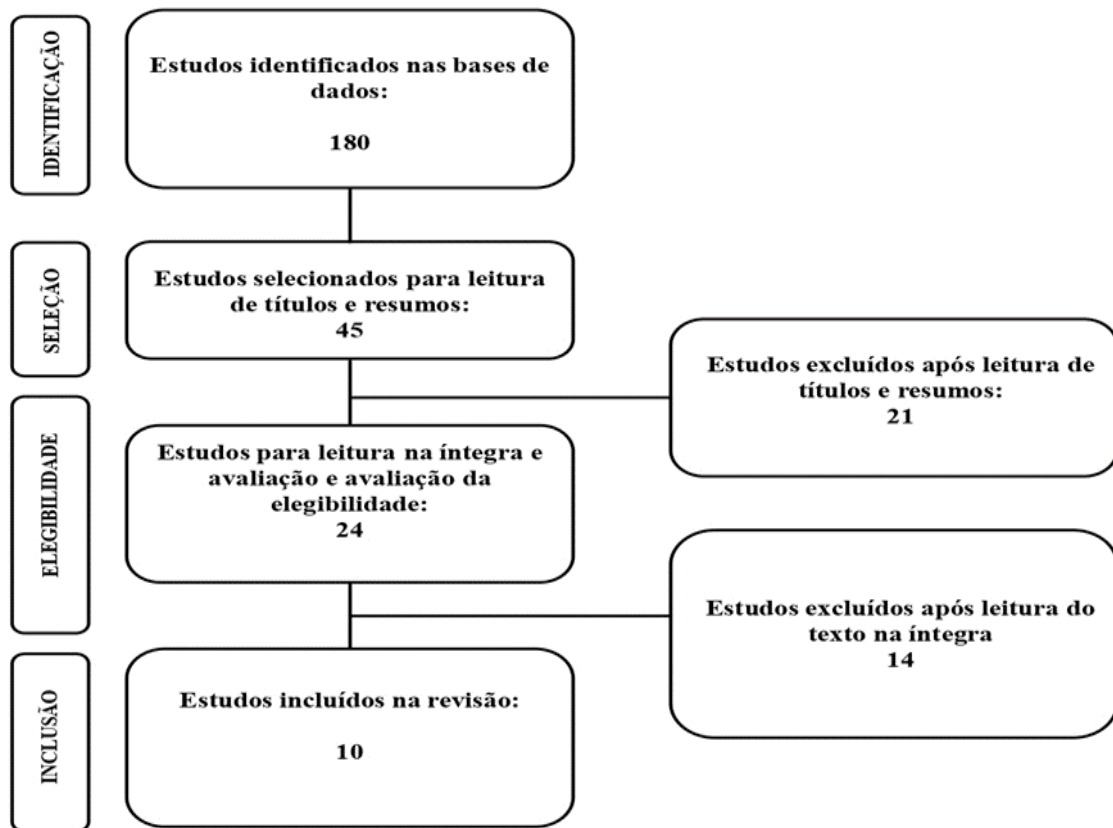 IDENTIFICAÇÃO
Estudos identificados nas bases de
dados:
180
SELEÇÃO
Estudos selecionados para leitura
de títulos e resumos:
45
Estudos excluídos após leitura de
títulos e resumos:
21
ELEGIBILIDADE
Estudos para leitura na íntegra e
avaliação e avaliação da
elegibilidade:
24
Estudos excluídos após leitura do
texto na íntegra
14
INCLUSÃO
Estudos incluídos na revisão:
10